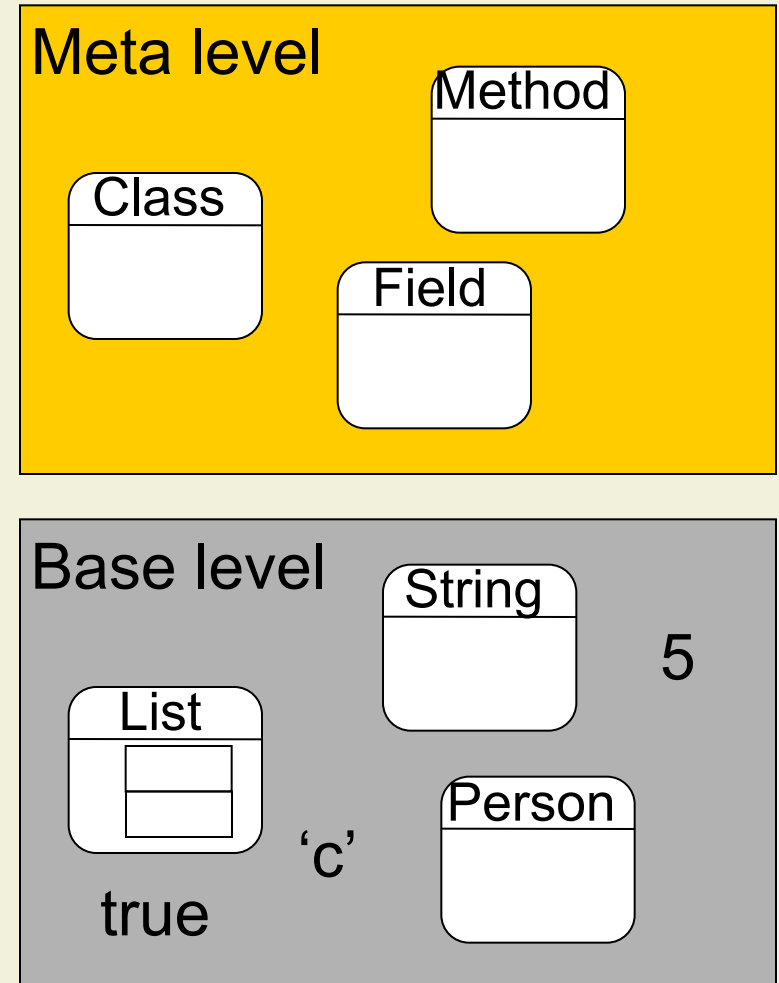 Meta level
Method
Class
Field
Base level
String
5
List
Person
‘c’
true